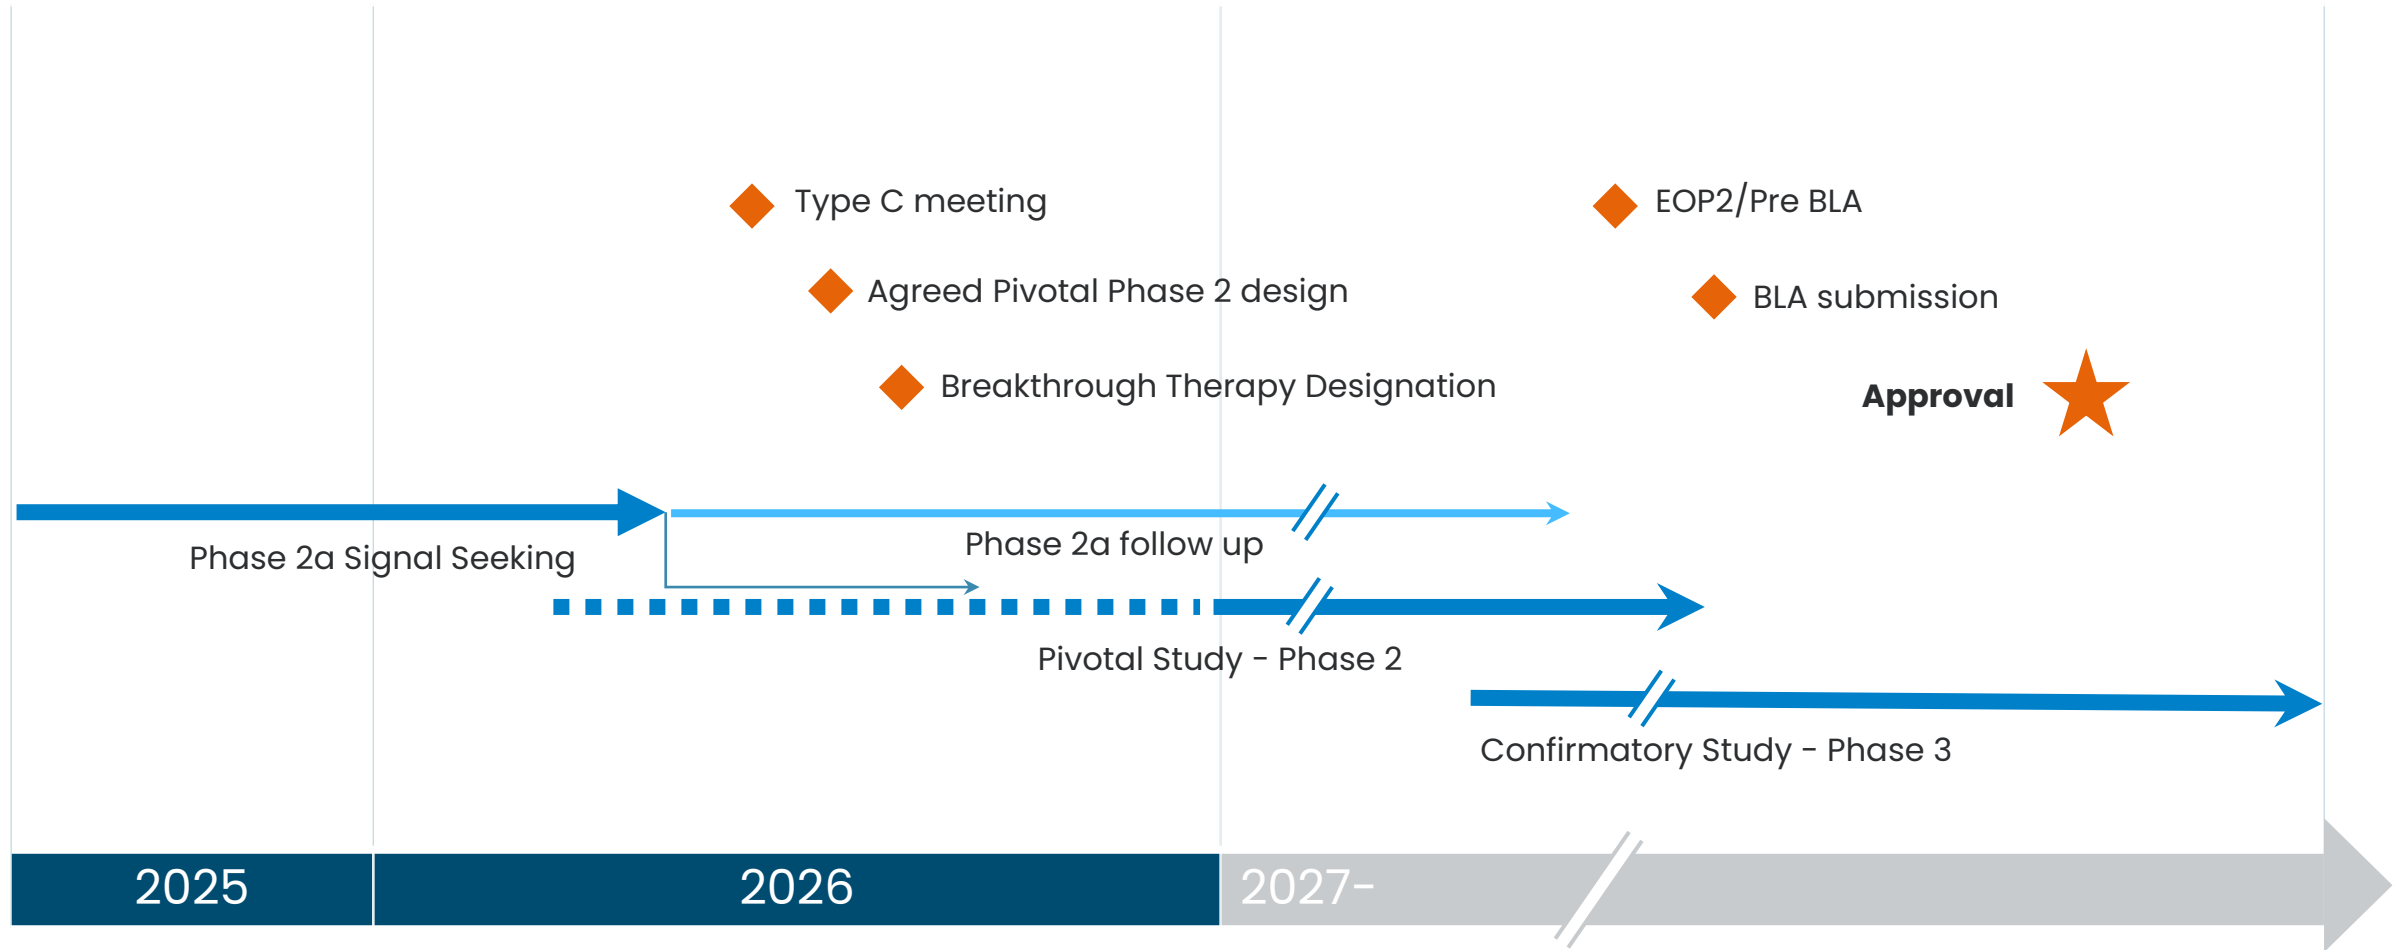 Type C meeting
EOP2/Pre BLA
Agreed Pivotal Phase 2 design
BLA submission
Breakthrough Therapy Designation
Approval
Phase 2a Signal Seeking
Phase 2a follow up
Pivotal Study - Phase 2
Confirmatory Study - Phase 3
2025
2026
2027-